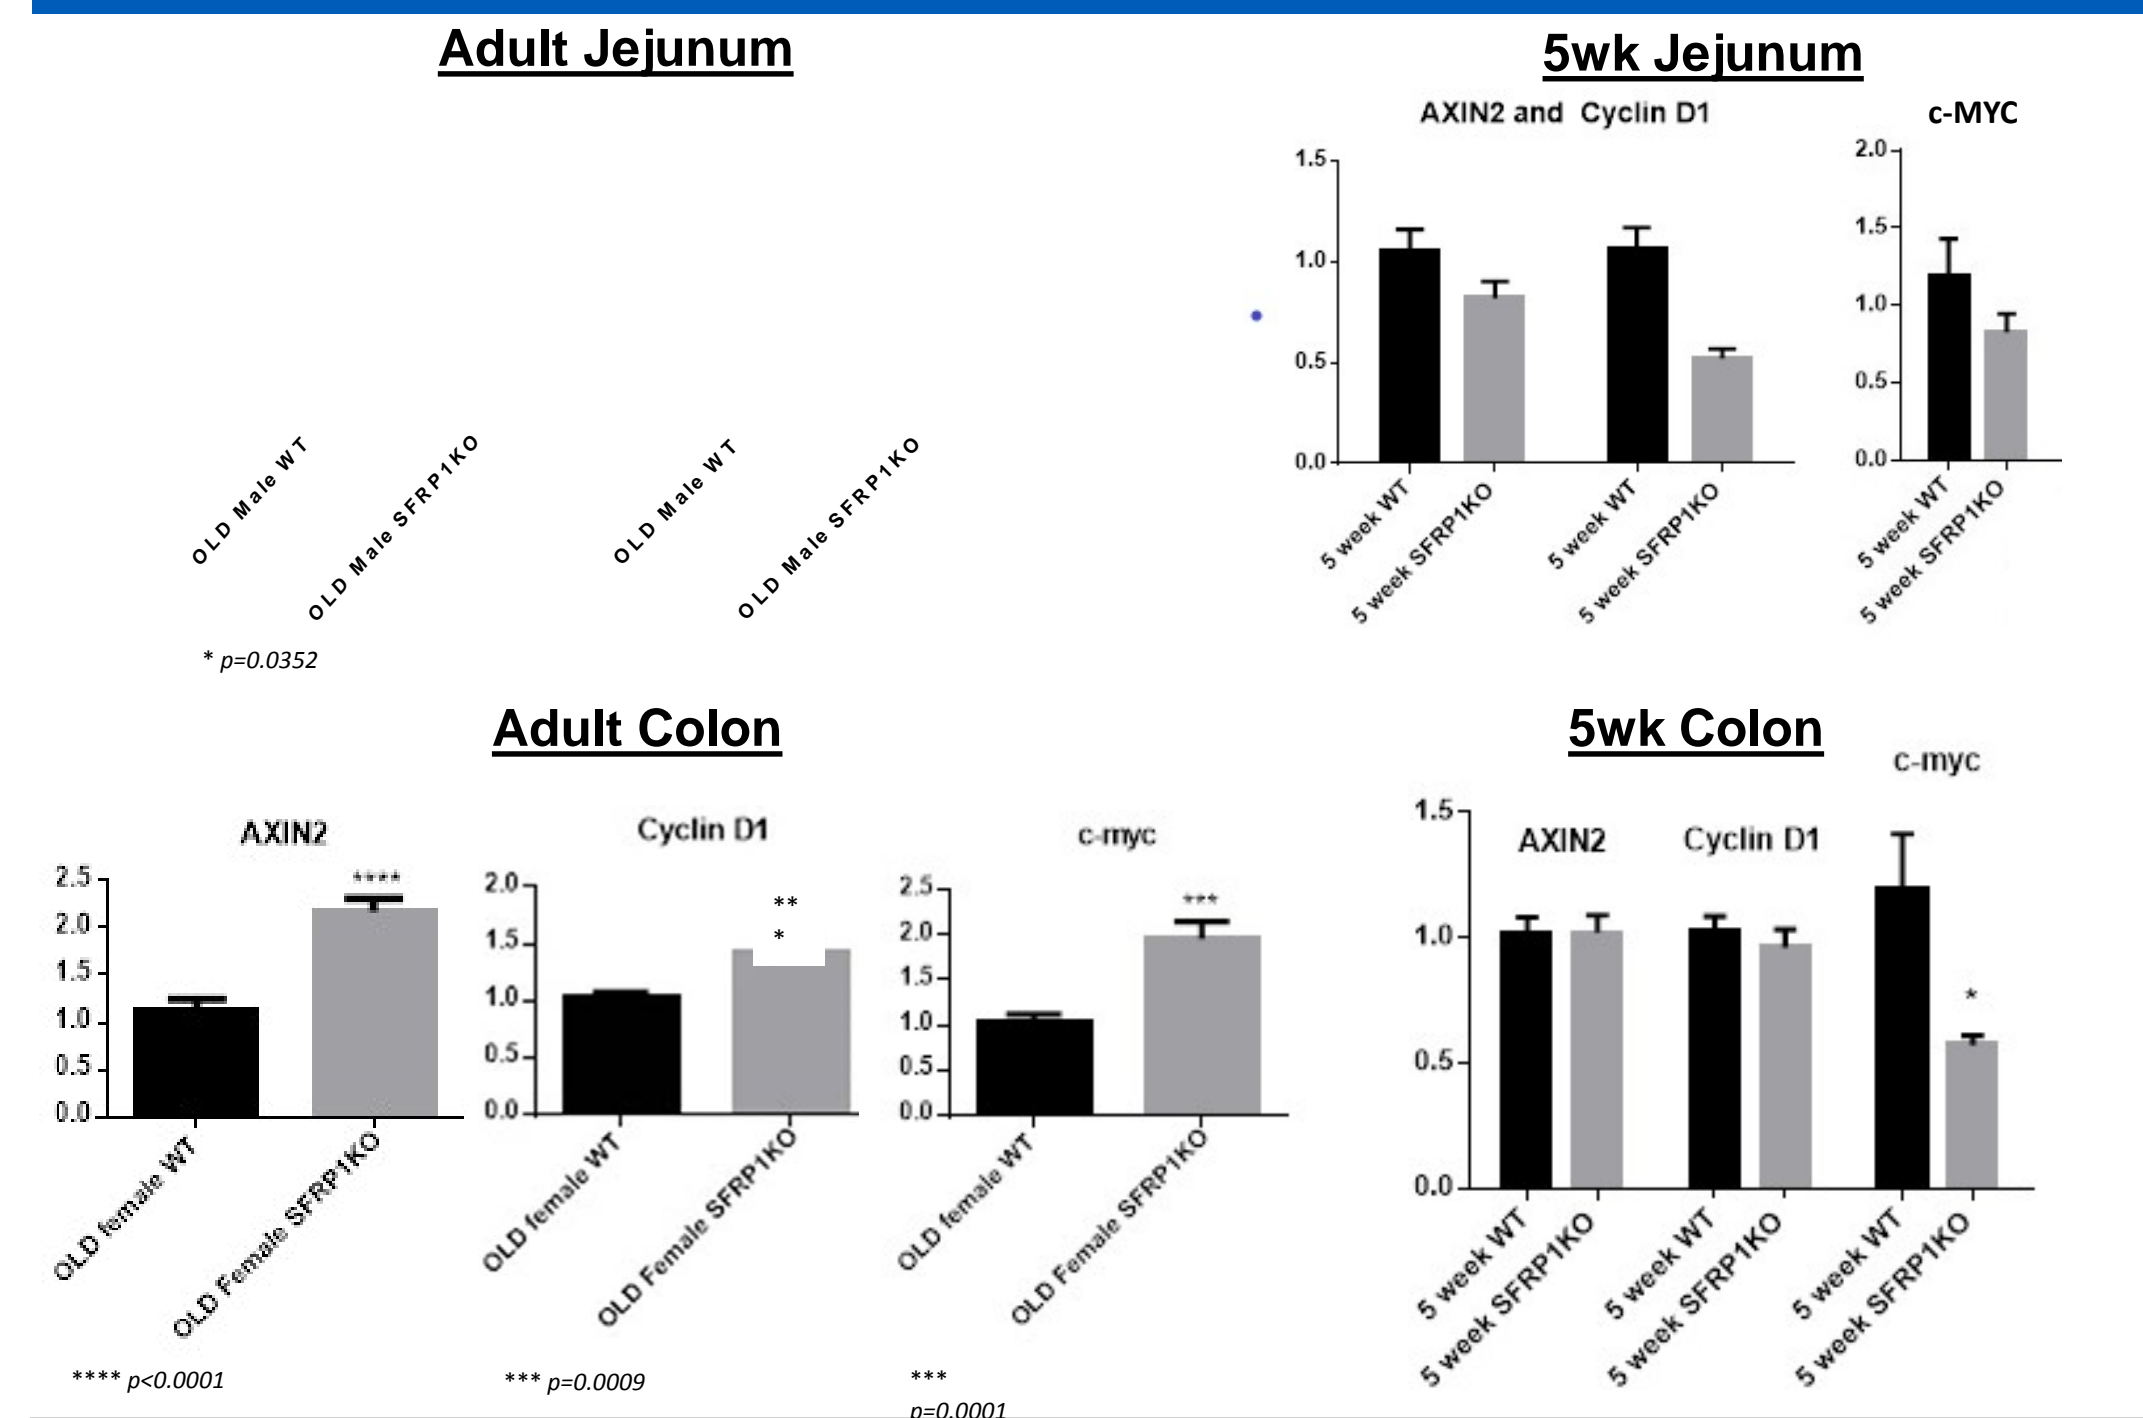 Adult Jejunum
5wk Jejunum
AXIN2 and Cyclin D1
c-MYC
1.5
1.0
0.5
0.0
5 week WT
5 week SFRP1KO
5 week WT
5 week SFRP1KO
2.0
1.5
1.0
0.5
0.0
5 week WT
5 week SFRP1KO
OLD Male WT
OLD Male SFRP1KO
OLD Male WT
OLD Male SFRP1KO
* p=0.0352
Adult Colon
5wk Colon
AXIN2
2.5
2.0
1.5
1.0
0.5
0.0
****
OLD female WT
OLD Female SFRP1KO
**** p<0.0001
Cyclin D1
2.0
1.5
1.0
0.5
0.0
**
*
OLD female WT
OLD Female SFRP1KO
*** p=0.0009
c-myc
2.5
2.0
1.5
1.0
0.5
0.0
***
OLD female WT
OLD Female SFRP1KO
***
p=0.0001
c-myc
AXIN2
Cyclin D1
1.5
1.0
0.5
0.0
*
5 week WT
5 week SFRP1KO
5 week WT
5 week SFRP1KO
5 week WT
5 week SFRP1KO